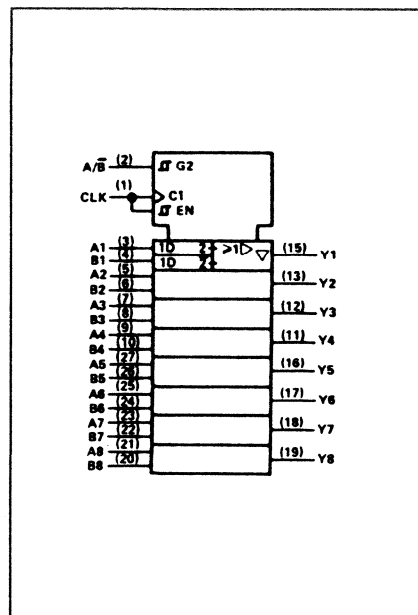 A/B̅ (2) G2
CLK (1) C1
EN
A1 (3) 1D 2 >1 (15) Y1
B1 (4) 1D 2
A2 (5) (13) Y2
B2 (6)
A3 (7) (12) Y3
B3 (8)
A4 (9) (11) Y4
B4 (10)
A5 (27) (16) Y5
B5 (26)
A6 (25) (17) Y6
B6 (24)
A7 (23) (18) Y7
B7 (22)
A8 (21) (19) Y8
B8 (20)